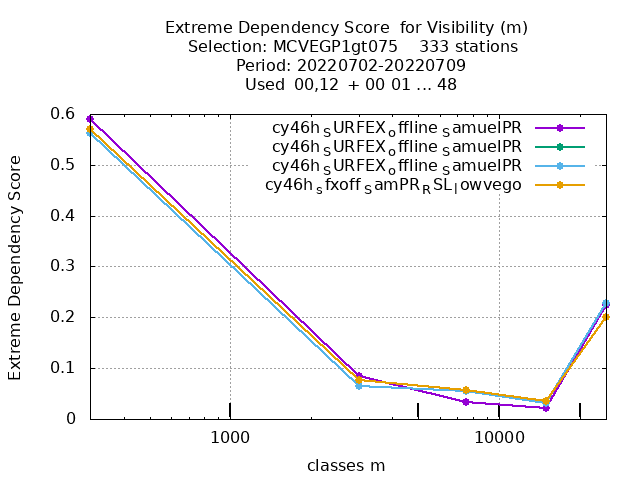 Extreme Dependency Score  for Visibility (m)
Selection: MCVEGP1gt075    333 stations
Period: 20220702-20220709
Used  00,12  + 00 01 ... 48
cy46h_SURFEX_offline_SamuelPR
cy46h_SURFEX_offline_SamuelPR
cy46h_SURFEX_offline_SamuelPR
cy46h_sfxoff_SamPR_RSL_lowvego
Extreme Dependency Score
0.6
0.5
0.4
0.3
0.2
0.1
0
1000
10000
classes m